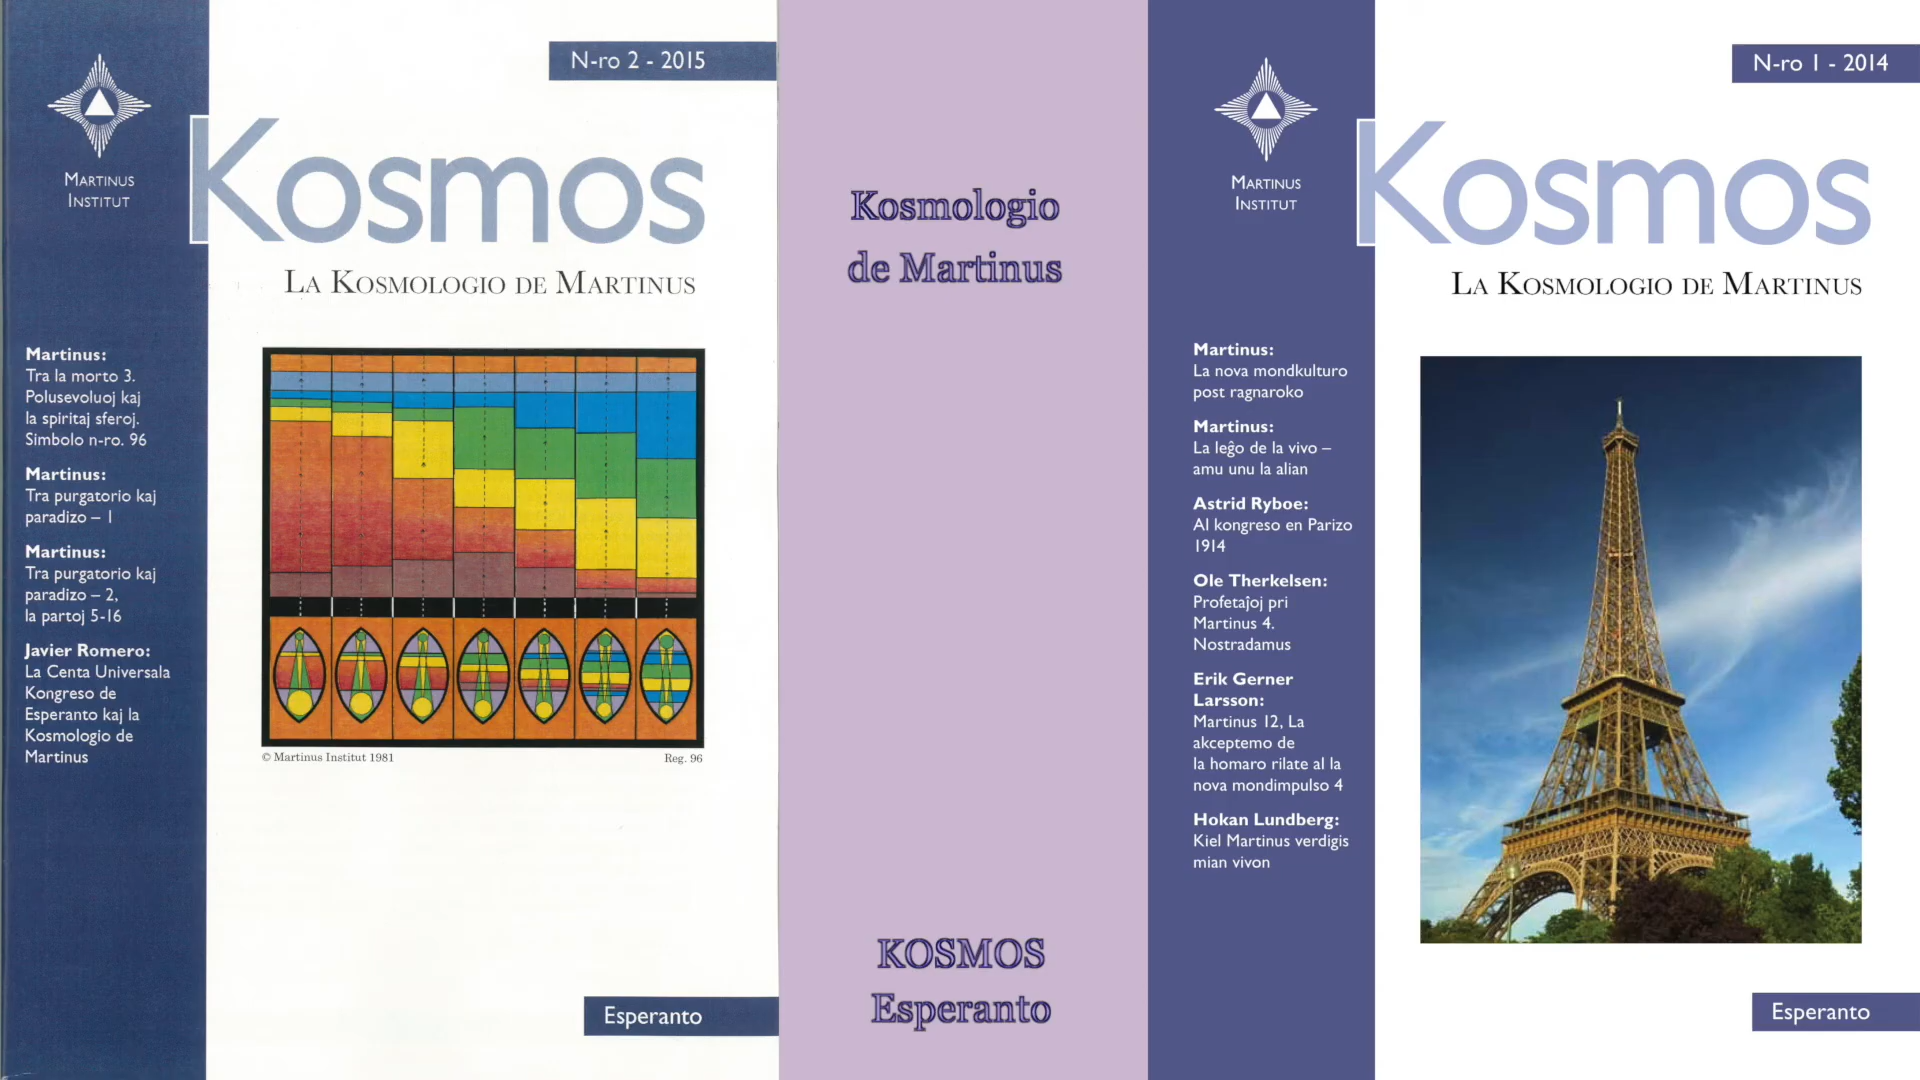 N-ro 2 - 2015
MARTINUS
INSTITUT
Kosmos
LA KOSMOLOGIO DE MARTINUS
Martinus:
Tra la morto 3.
Polusevoluoj kaj
la spiritaj sferoj.
Simbolo n-ro. 96
Martinus:
Tra purgatorio kaj
paradizo – 1
Martinus:
Tra purgatorio kaj
paradizo – 2,
la partoj 5-16
Javier Romero:
La Centa Universala
Kongreso de
Esperanto kaj la
Kosmologio de
Martinus
© Martinus Institut 1981
Reg. 96
Esperanto
Kosmologio
de Martinus
KOSMOS
Esperanto
N-ro 1 - 2014
MARTINUS
INSTITUT
Kosmos
LA KOSMOLOGIO DE MARTINUS
Martinus:
La nova mondkulturo
post ragnaroko
Martinus:
La leĝo de la vivo –
amu unu la alian
Astrid Ryboe:
Al kongreso en Parizo
1914
Ole Therkelsen:
Profetaĵoj pri
Martinus 4.
Nostradamus
Erik Gerner
Larsson:
Martinus 12, La
akceptemo de
la homaro rilate al la
nova mondimpulso 4
Hokan Lundberg:
Kiel Martinus verdigis
mian vivon
Esperanto